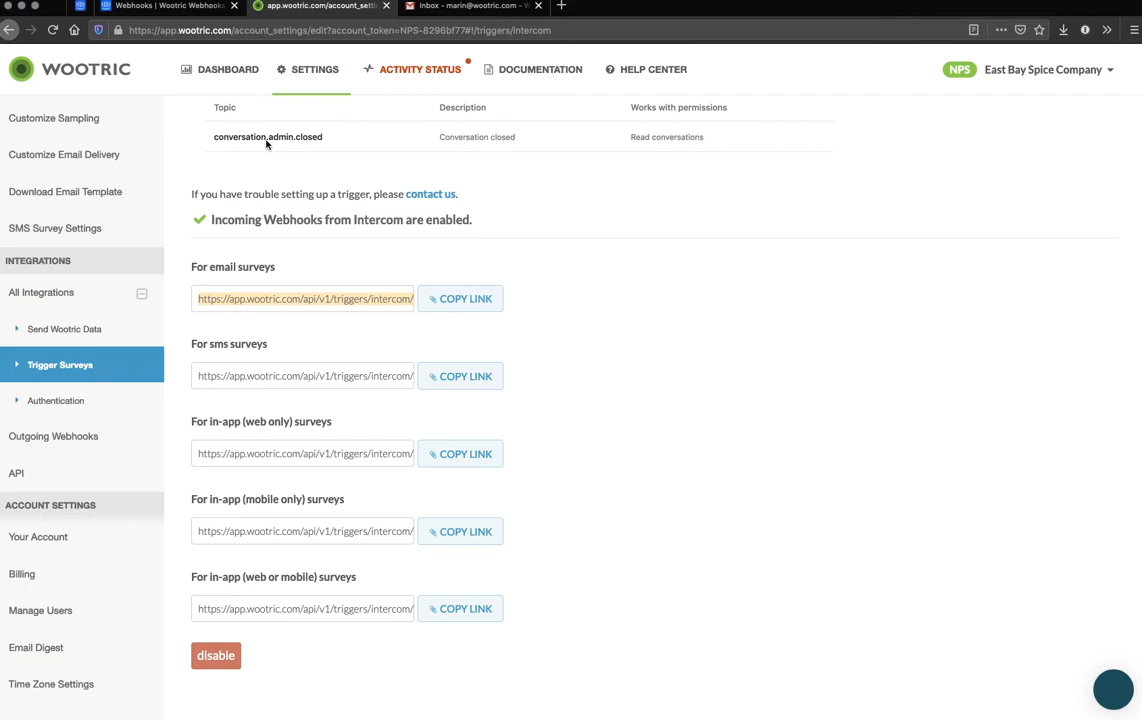 Webhooks | Wootric Webhooks
app.wootric.com/account_setti
Inbox - marin@wootric.com -
https://app.wootric.com/account_settings/edit?account_token=NPS-8296bf77#!/triggers/intercom
WOOTRIC
DASHBOARD
SETTINGS
ACTIVITY STATUS
DOCUMENTATION
HELP CENTER
NPS East Bay Spice Company
Customize Sampling
Customize Email Delivery
Download Email Template
SMS Survey Settings
INTEGRATIONS
All Integrations
Send Wootric Data
Trigger Surveys
Authentication
Outgoing Webhooks
API
ACCOUNT SETTINGS
Your Account
Billing
Manage Users
Email Digest
Time Zone Settings
Topic Description Works with permissions
conversation.admin.closed Conversation closed Read conversations
If you have trouble setting up a trigger, please contact us.
Incoming Webhooks from Intercom are enabled.
For email surveys
https://app.wootric.com/api/v1/triggers/intercom/ COPY LINK
For sms surveys
https://app.wootric.com/api/v1/triggers/intercom/ COPY LINK
For in-app (web only) surveys
https://app.wootric.com/api/v1/triggers/intercom/ COPY LINK
For in-app (mobile only) surveys
https://app.wootric.com/api/v1/triggers/intercom/ COPY LINK
For in-app (web or mobile) surveys
https://app.wootric.com/api/v1/triggers/intercom/ COPY LINK
disable